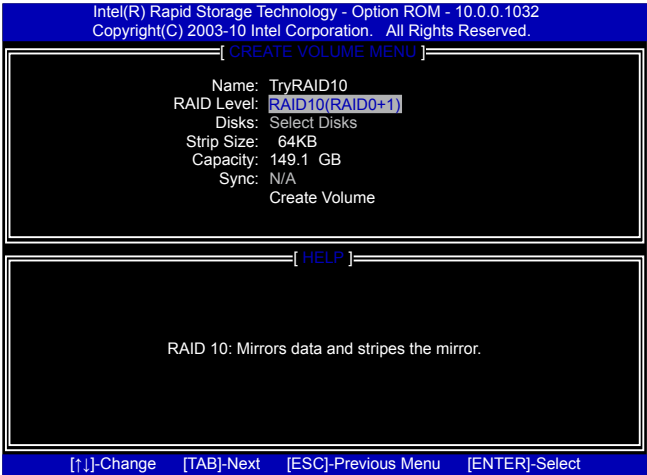 Intel(R) Rapid Storage Technology - Option ROM - 10.0.0.1032
Copyright(C) 2003-10 Intel Corporation. All Rights Reserved.
[ CREATE VOLUME MENU ]
Name: TryRAID10
RAID Level: RAID10(RAID0+1)
Disks: Select Disks
Strip Size: 64KB
Capacity: 149.1 GB
Sync: N/A
Create Volume
[ HELP ]
RAID 10: Mirrors data and stripes the mirror.
[↑↓]-Change [TAB]-Next [ESC]-Previous Menu [ENTER]-Select